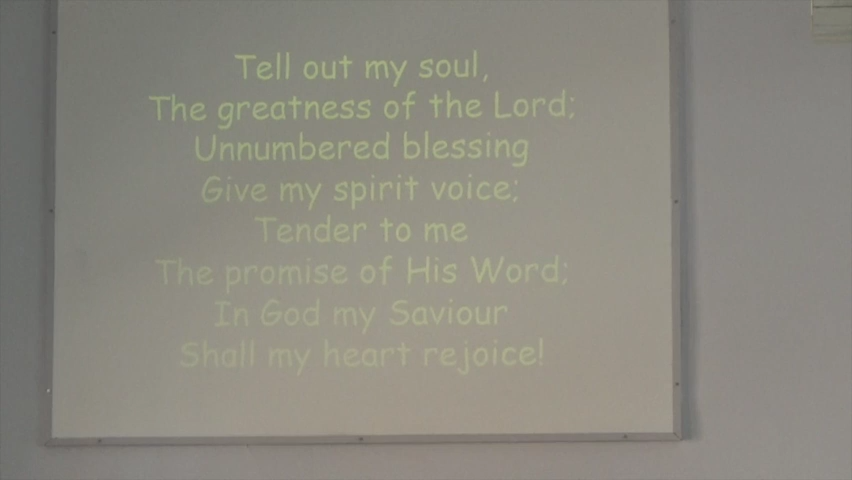 Tell out my soul,
The greatness of the Lord;
Unnumbered blessing
Give my spirit voice;
Tender to me
The promise of His Word;
In God my Saviour
Shall my heart rejoice!